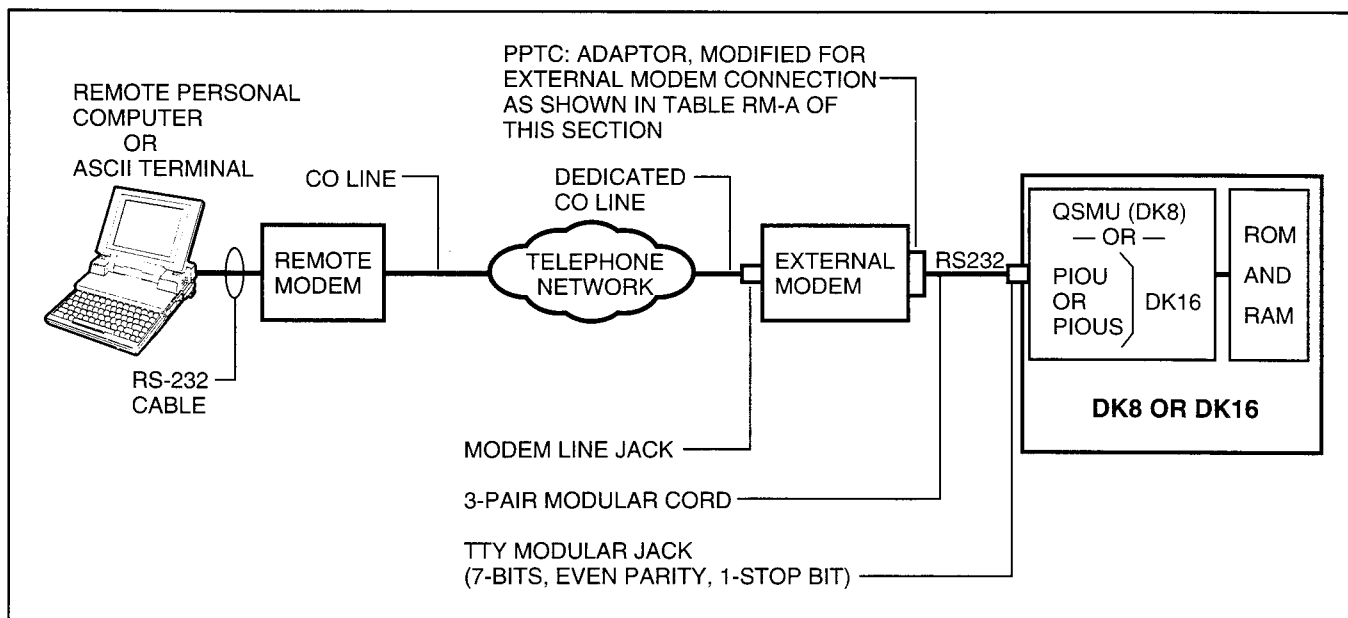 PPTC: ADAPTOR, MODIFIED FOR
EXTERNAL MODEM CONNECTION
AS SHOWN IN TABLE RM-A OF
THIS SECTION
REMOTE PERSONAL
COMPUTER
OR
ASCII TERMINAL
CO LINE
DEDICATED
CO LINE
REMOTE
MODEM
TELEPHONE
NETWORK
EXTERNAL
MODEM
RS232
QSMU (DK8)
— OR —
PIOU
OR
PIOUS
DK16
ROM
AND
RAM
DK8 OR DK16
RS-232
CABLE
MODEM LINE JACK
3-PAIR MODULAR CORD
TTY MODULAR JACK
(7-BITS, EVEN PARITY, 1-STOP BIT)